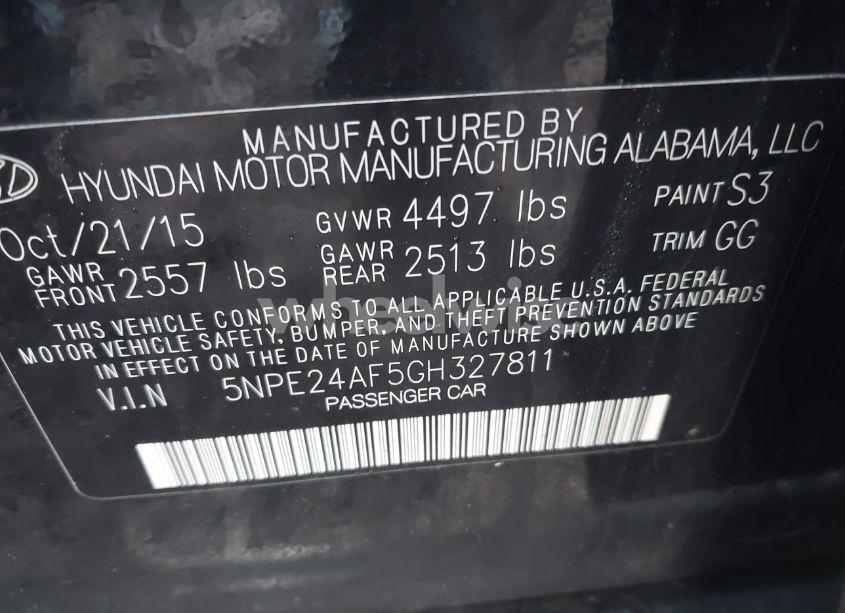 MANUFACTURED BY
HYUNDAI MOTOR MANUFACTURING ALABAMA, LLC
Oct/21/15 GVWR 4497 lbs PAINT S3
GAWR FRONT 2557 lbs GAWR REAR 2513 lbs TRIM GG
THIS VEHICLE CONFORMS TO ALL APPLICABLE U.S.A. FEDERAL
MOTOR VEHICLE SAFETY, BUMPER, AND THEFT PREVENTION STANDARDS
IN EFFECT ON THE DATE OF MANUFACTURE SHOWN ABOVE
V.I.N 5NPE24AF5GH327811
PASSENGER CAR